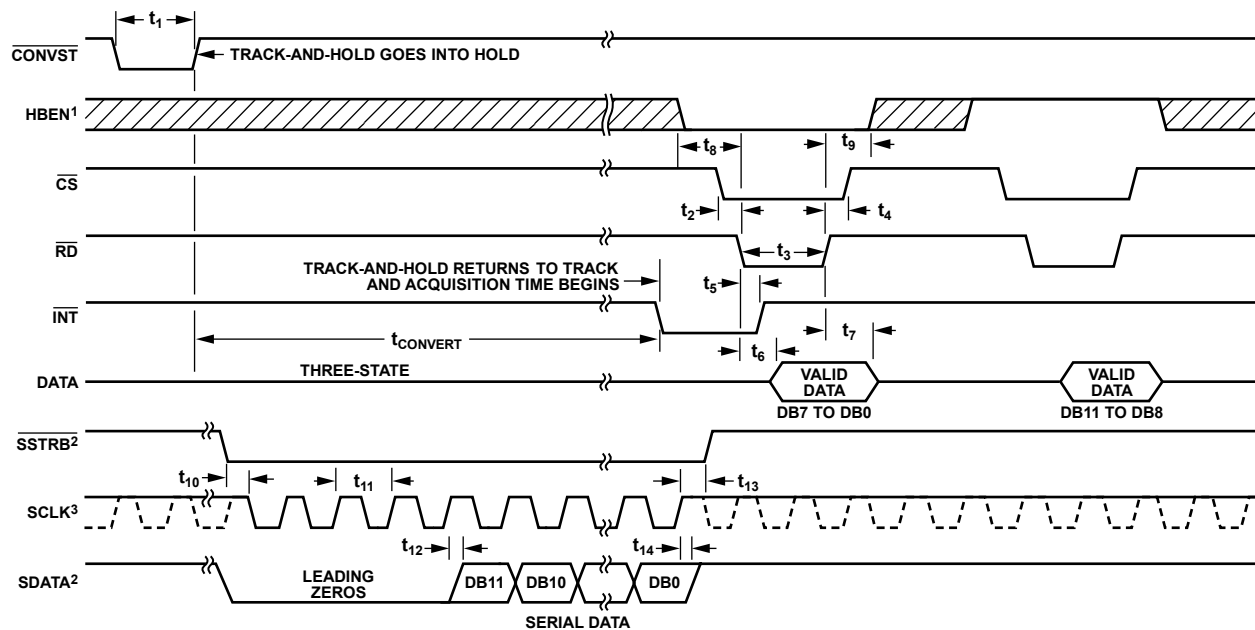 t1
CONVST
TRACK-AND-HOLD GOES INTO HOLD
HBEN1
t8
t9
CS
t2
t4
RD
t3
TRACK-AND-HOLD RETURNS TO TRACK
AND ACQUISITION TIME BEGINS
t5
INT
tCONVERT
t7
t6
THREE-STATE
DATA
VALID
DATA
VALID
DATA
DB7 TO DB0
DB11 TO DB8
SSTRB2
t10
t11
t13
SCLK3
t12
t14
SDATA2
LEADING
ZEROS
DB11
DB10
DB0
SERIAL DATA